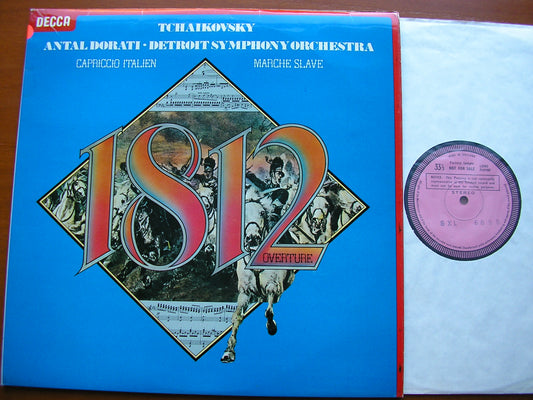 DECCA
TCHAIKOVSKY
ANTAL DORATI · DETROIT SYMPHONY ORCHESTRA
CAPRICCIO ITALIEN
MARCHE SLAVE
1812
OVERTURE
33⅓
NOT FOR SALE
STEREO
SXL